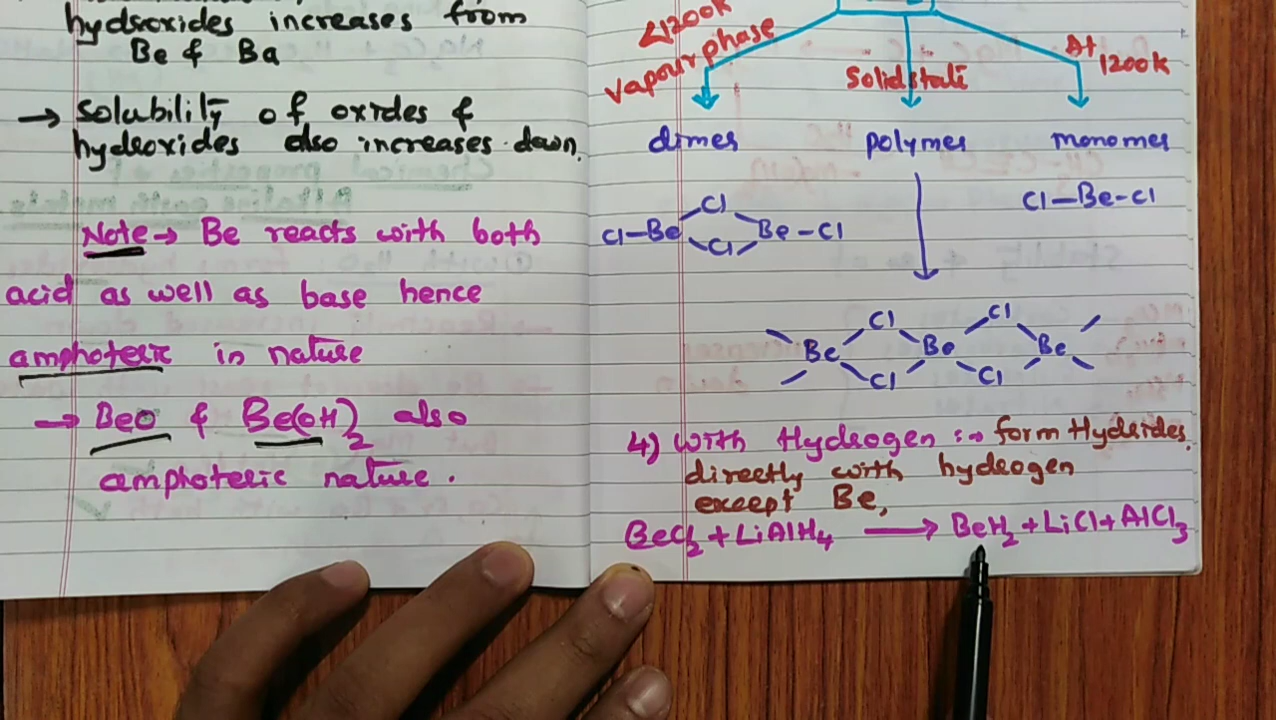 hydroxides increases from
Be & Ba
→ solubility of oxides &
hydroxides also increases down.
Note → Be reacts with both
acid as well as base hence
amphoteric in nature
→ BeO & Be(OH)2 also
amphoteric nature.
<1200k
vapour phase
Solid state
At 1200k
dimer
polymer
monomer
Cl-Be
Cl
Cl
Be-Cl
Cl-Be-Cl
Cl
Cl
Be
Be
Be
Cl
Cl
4) with Hydrogen :→ form Hydrides
directly with hydrogen
except Be,
BeCl2 + LiAlH4 → BeH2 + LiCl + AlCl3